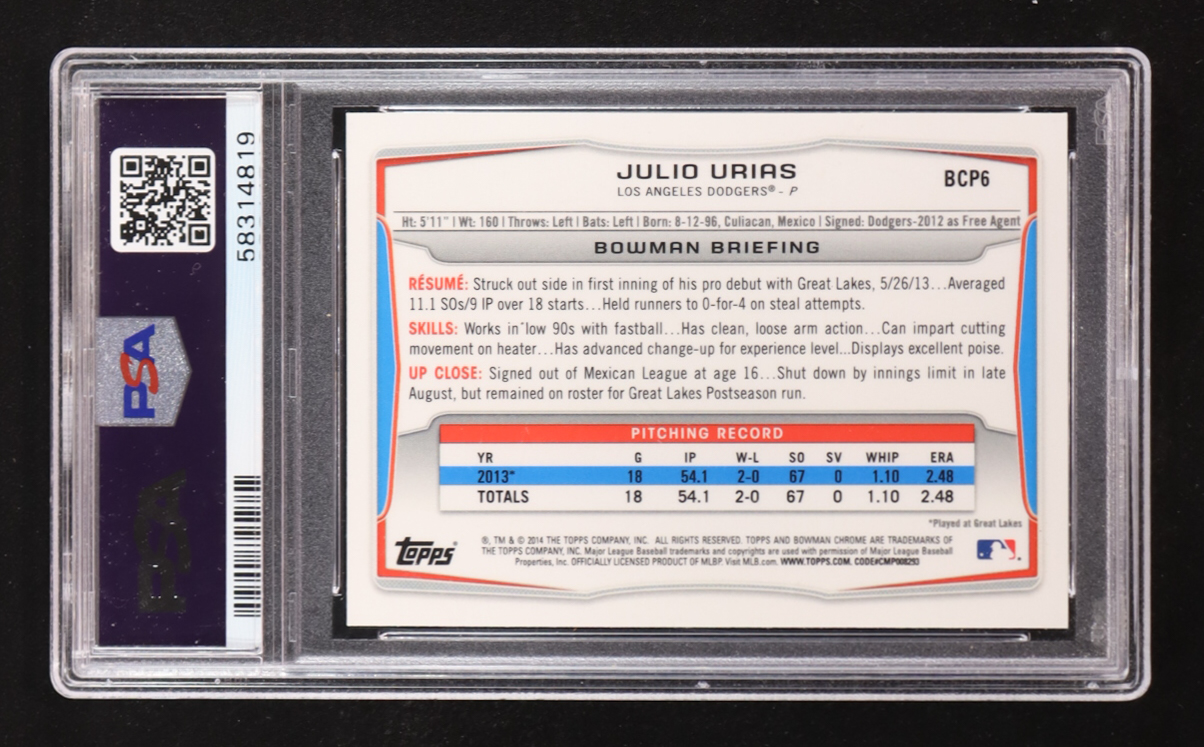 58314819
PSA
PSA
JULIO URIAS
LOS ANGELES DODGERS® - P
BCP6
Ht: 5'11" | Wt: 160 | Throws: Left | Bats: Left | Born: 8-12-96, Culiacan, Mexico | Signed: Dodgers-2012 as Free Agent
BOWMAN BRIEFING
RÉSUMÉ: Struck out side in first inning of his pro debut with Great Lakes, 5/26/13...Averaged
11.1 SOs/9 IP over 18 starts...Held runners to 0-for-4 on steal attempts.
SKILLS: Works in low 90s with fastball...Has clean, loose arm action...Can impart cutting
movement on heater...Has advanced change-up for experience level...Displays excellent poise.
UP CLOSE: Signed out of Mexican League at age 16...Shut down by innings limit in late
August, but remained on roster for Great Lakes Postseason run.
PITCHING RECORD
YR G IP W-L SO SV WHIP ERA
2013* 18 54.1 2-0 67 0 1.10 2.48
TOTALS 18 54.1 2-0 67 0 1.10 2.48
*Played at Great Lakes
Topps®
®, TM & © 2014 THE TOPPS COMPANY, INC. ALL RIGHTS RESERVED. TOPPS AND BOWMAN CHROME ARE TRADEMARKS OF
THE TOPPS COMPANY, INC. Major League Baseball trademarks and copyrights are used with permission of Major League Baseball
Properties, Inc. OFFICIALLY LICENSED PRODUCT OF MLBP. Visit MLB.com. WWW.TOPPS.COM. CODE#CMP008293